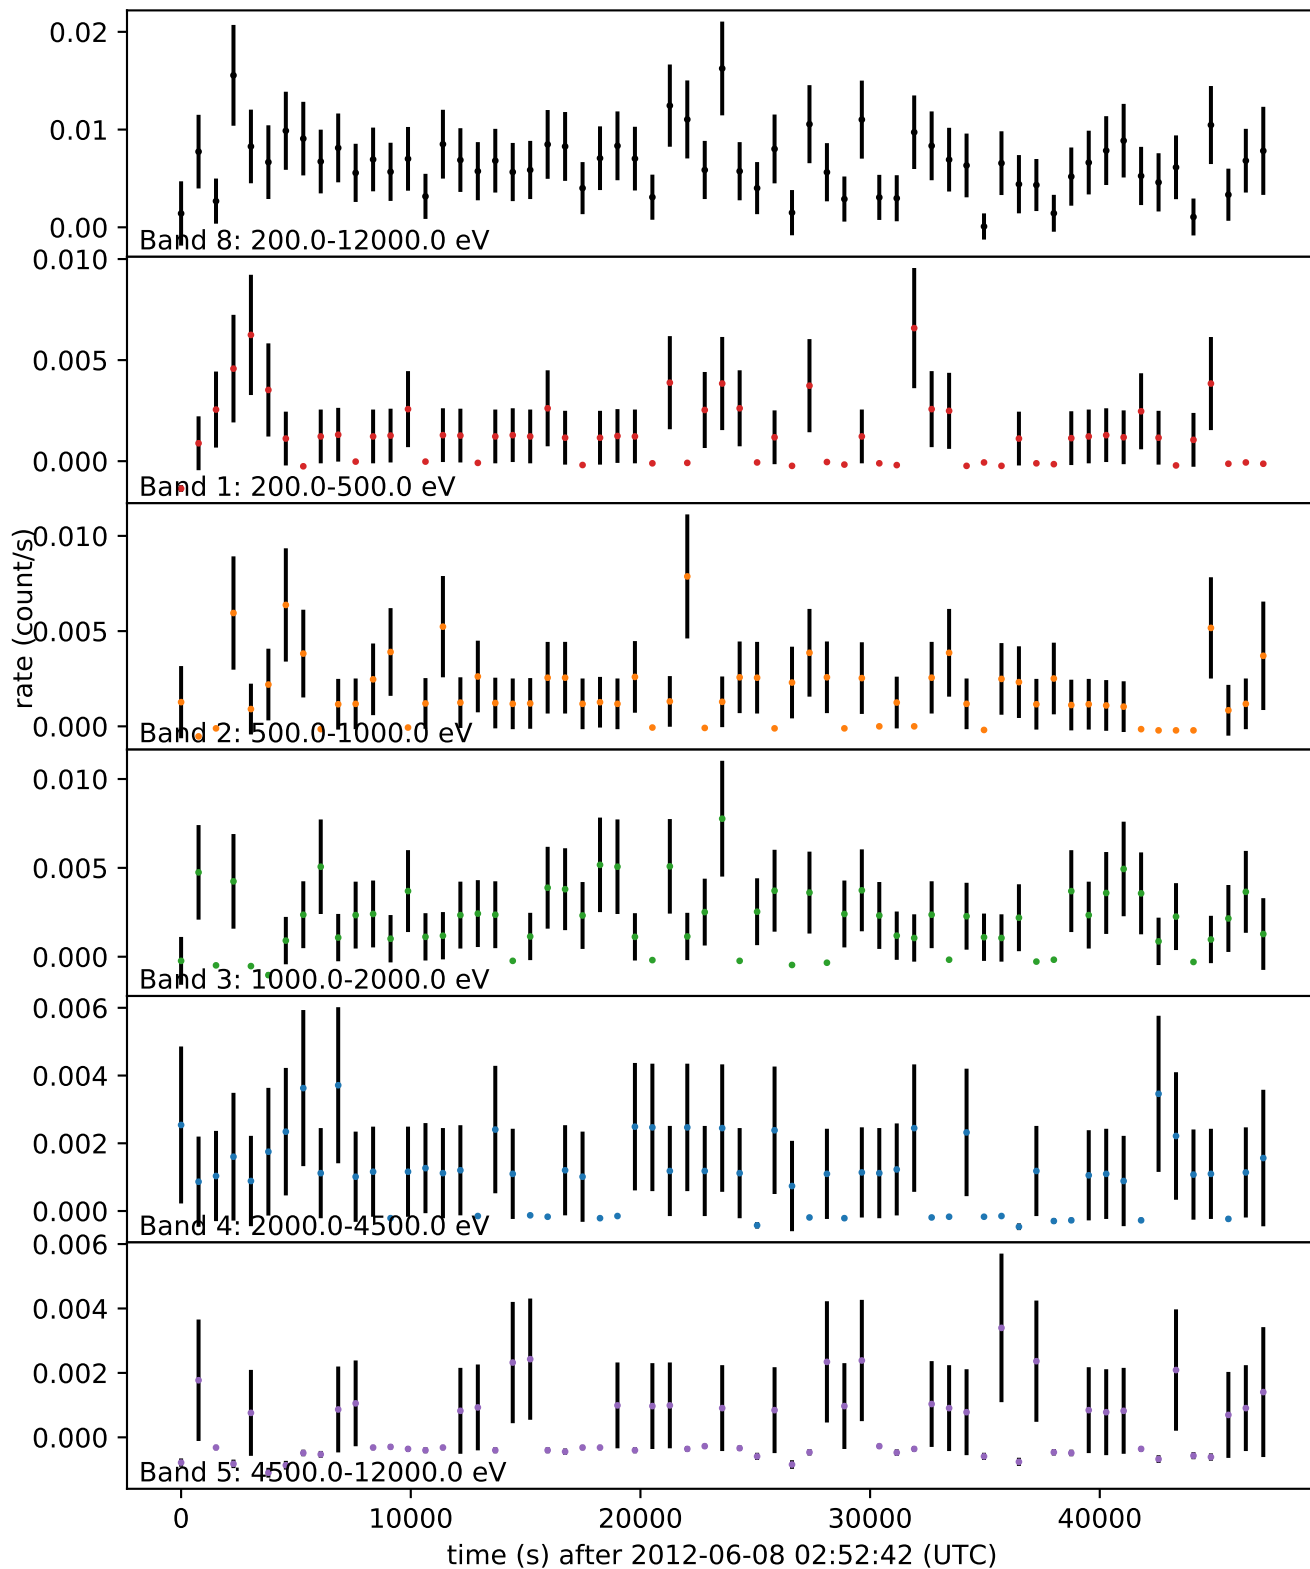 0.02
0.01
0.00
Band 8: 200.0-12000.0 eV
0.010
0.005
0.000
Band 1: 200.0-500.0 eV
rate (count/s)
0.010
0.005
0.000
Band 2: 500.0-1000.0 eV
0.010
0.005
0.000
Band 3: 1000.0-2000.0 eV
0.006
0.004
0.002
0.000
Band 4: 2000.0-4500.0 eV
0.006
0.004
0.002
0.000
Band 5: 4500.0-12000.0 eV
0 10000 20000 30000 40000
time (s) after 2012-06-08 02:52:42 (UTC)